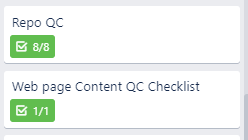 Repo QC
8/8
Web page Content QC Checklist
1/1